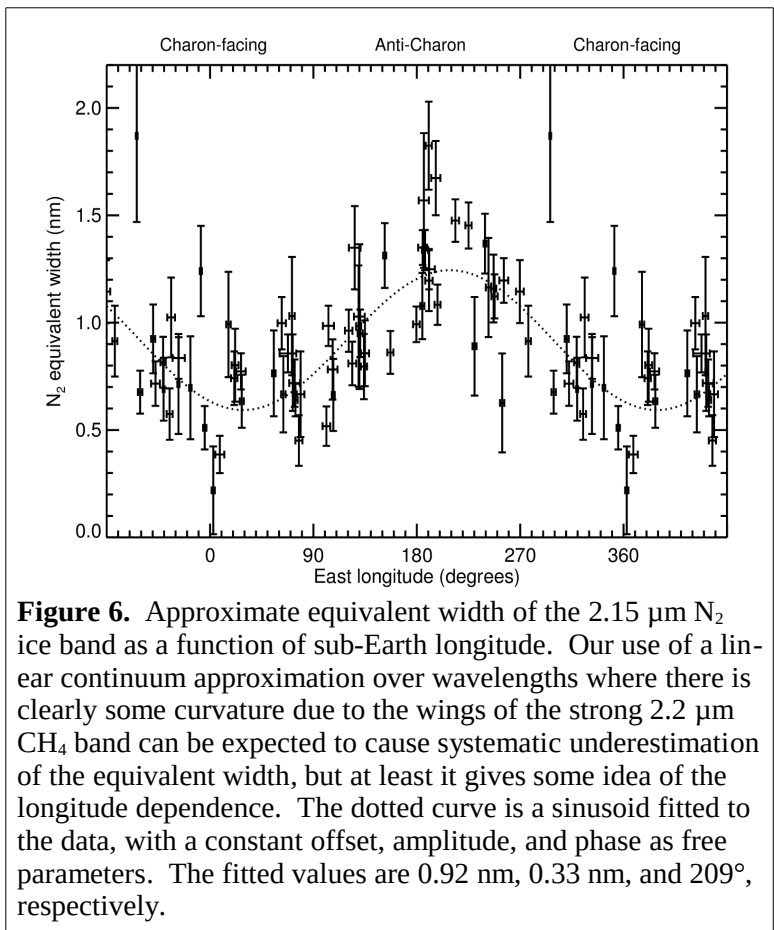 Charon-facing Anti-Charon Charon-facing
2.0
1.5
1.0
0.5
0.0
N₂ equivalent width (nm)
0 90 180 270 360
East longitude (degrees)
Figure 6. Approximate equivalent width of the 2.15 µm N₂
ice band as a function of sub-Earth longitude. Our use of a lin-
ear continuum approximation over wavelengths where there is
clearly some curvature due to the wings of the strong 2.2 µm
CH₄ band can be expected to cause systematic underestimation
of the equivalent width, but at least it gives some idea of the
longitude dependence. The dotted curve is a sinusoid fitted to
the data, with a constant offset, amplitude, and phase as free
parameters. The fitted values are 0.92 nm, 0.33 nm, and 209°,
respectively.